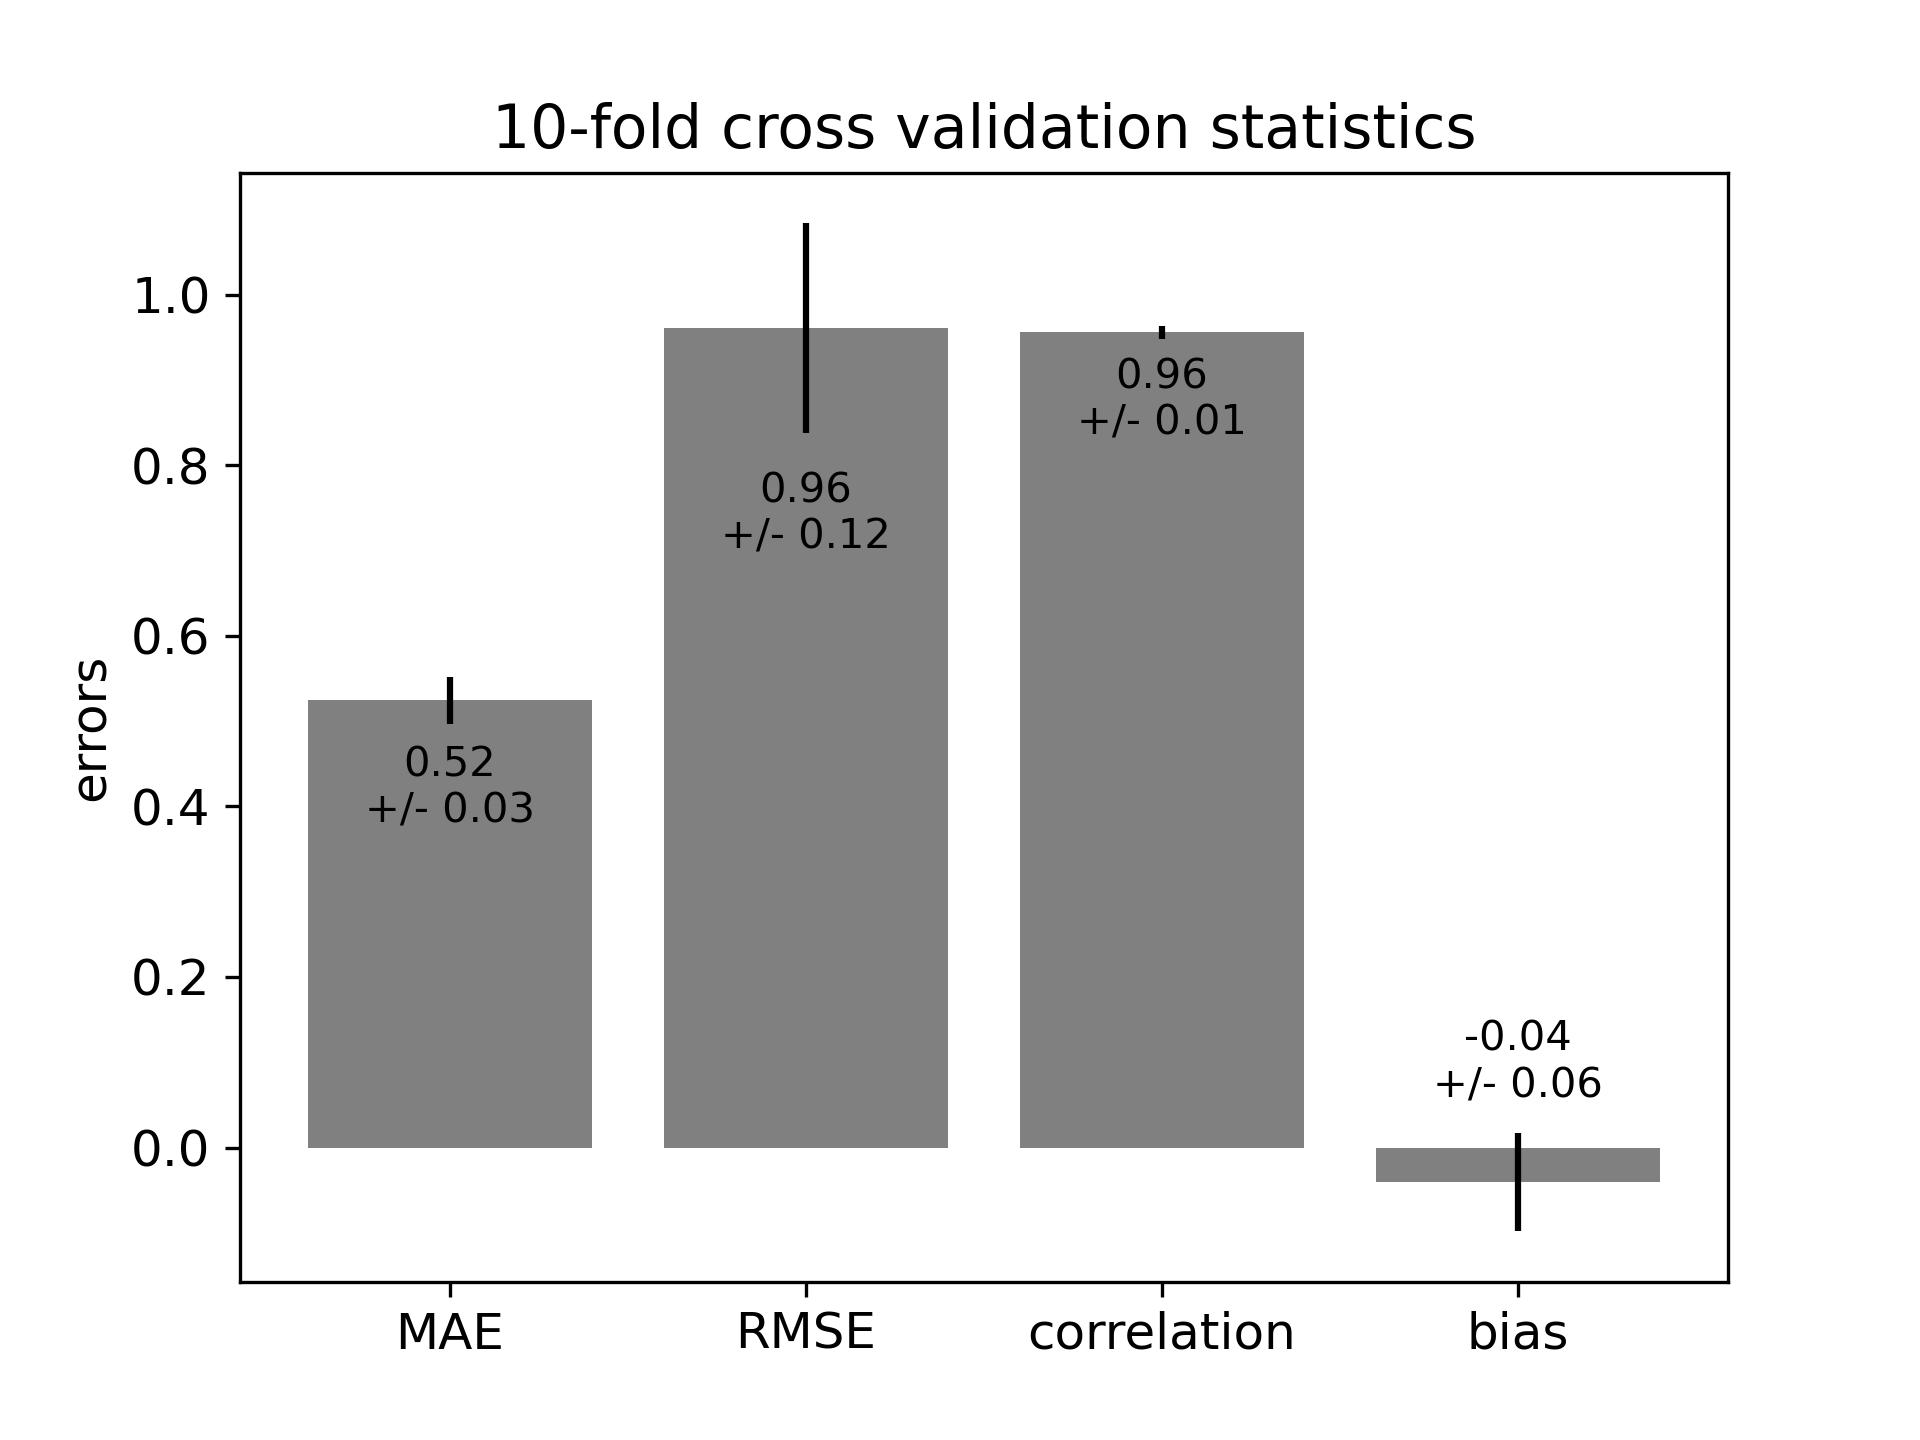 10-fold cross validation statistics
errors
1.0
0.8
0.6
0.4
0.2
0.0
0.52
+/- 0.03
0.96
+/- 0.12
0.96
+/- 0.01
-0.04
+/- 0.06
MAE
RMSE
correlation
bias